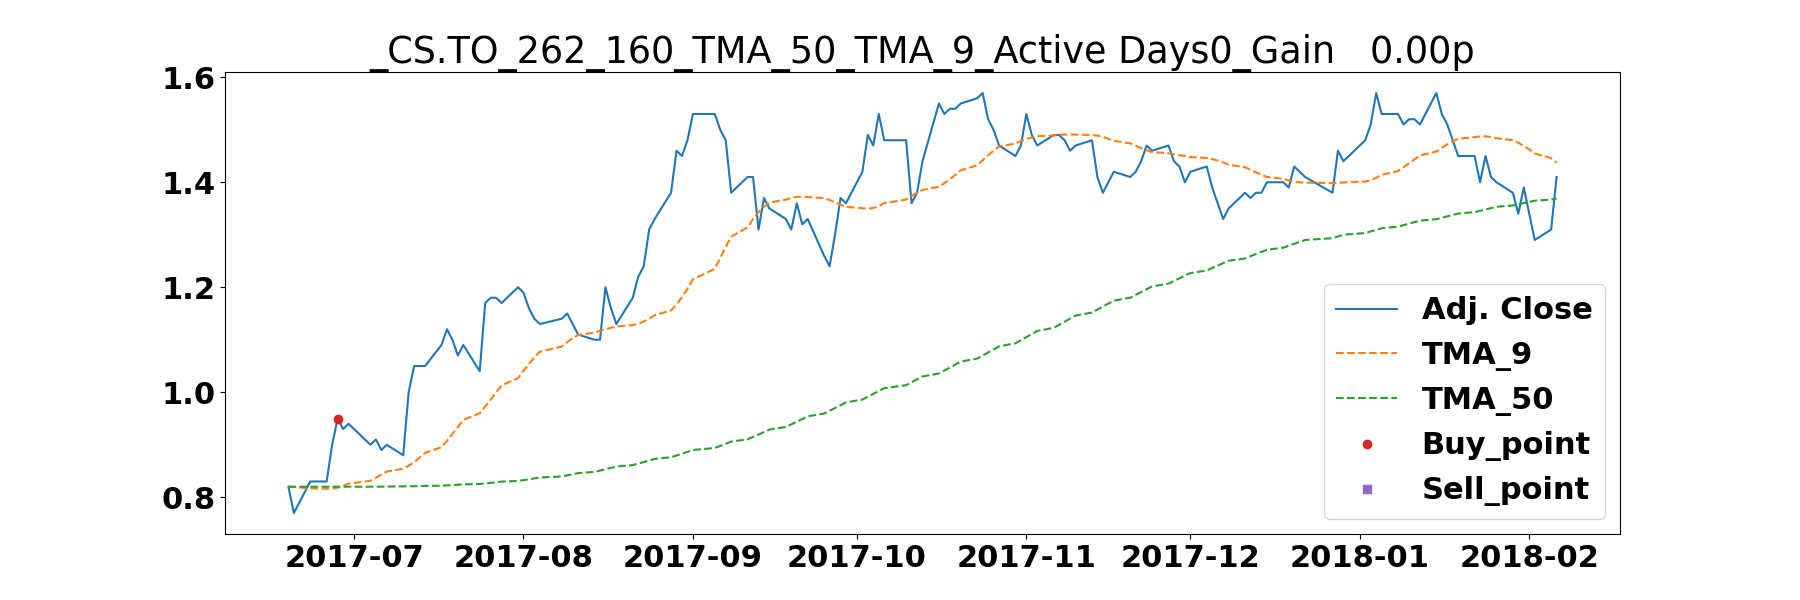 _CS.TO_262_160_TMA_50_TMA_9_Active Days0_Gain   0.00p
1.6
1.4
1.2
1.0
0.8
Adj. Close
TMA_9
TMA_50
Buy_point
Sell_point
2017-07 2017-08 2017-09 2017-10 2017-11 2017-12 2018-01 2018-02